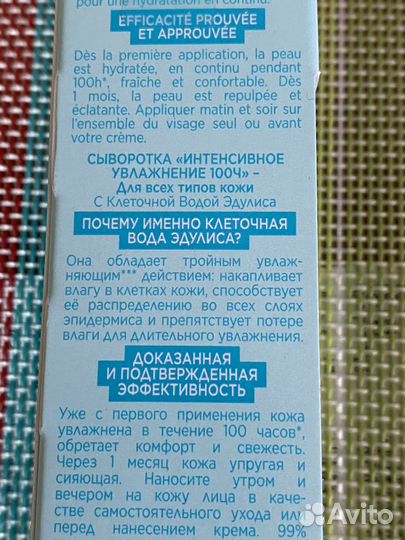 pour une hydratation en continu.
EFFICACITÉ PROUVÉE
ET APPROUVÉE
Dès la première application, la peau
est hydratée, en continu pendant
100h*, fraîche et confortable. Dès
1 mois, la peau est repulpée et
éclatante. Appliquer matin et soir sur
l'ensemble du visage seul ou avant
votre crème.
СЫВОРОТКА «ИНТЕНСИВНОЕ
УВЛАЖНЕНИЕ 100Ч» –
Для всех типов кожи
С Клеточной Водой Эдулиса
ПОЧЕМУ ИМЕННО КЛЕТОЧНАЯ
ВОДА ЭДУЛИСА?
Она обладает тройным увлаж-
няющим*** действием: накапливает
влагу в клетках кожи, способствует
её распределению во всех слоях
эпидермиса и препятствует потере
влаги для длительного увлажнения.
ДОКАЗАННАЯ
И ПОДТВЕРЖДЕННАЯ
ЭФФЕКТИВНОСТЬ
Уже с первого применения кожа
увлажнена в течение 100 часов*,
обретает комфорт и свежесть.
Через 1 месяц кожа упругая и
сияющая. Наносите утром и
вечером на кожу лица в каче-
стве самостоятельного ухода или
перед нанесением крема. 99%
Avito